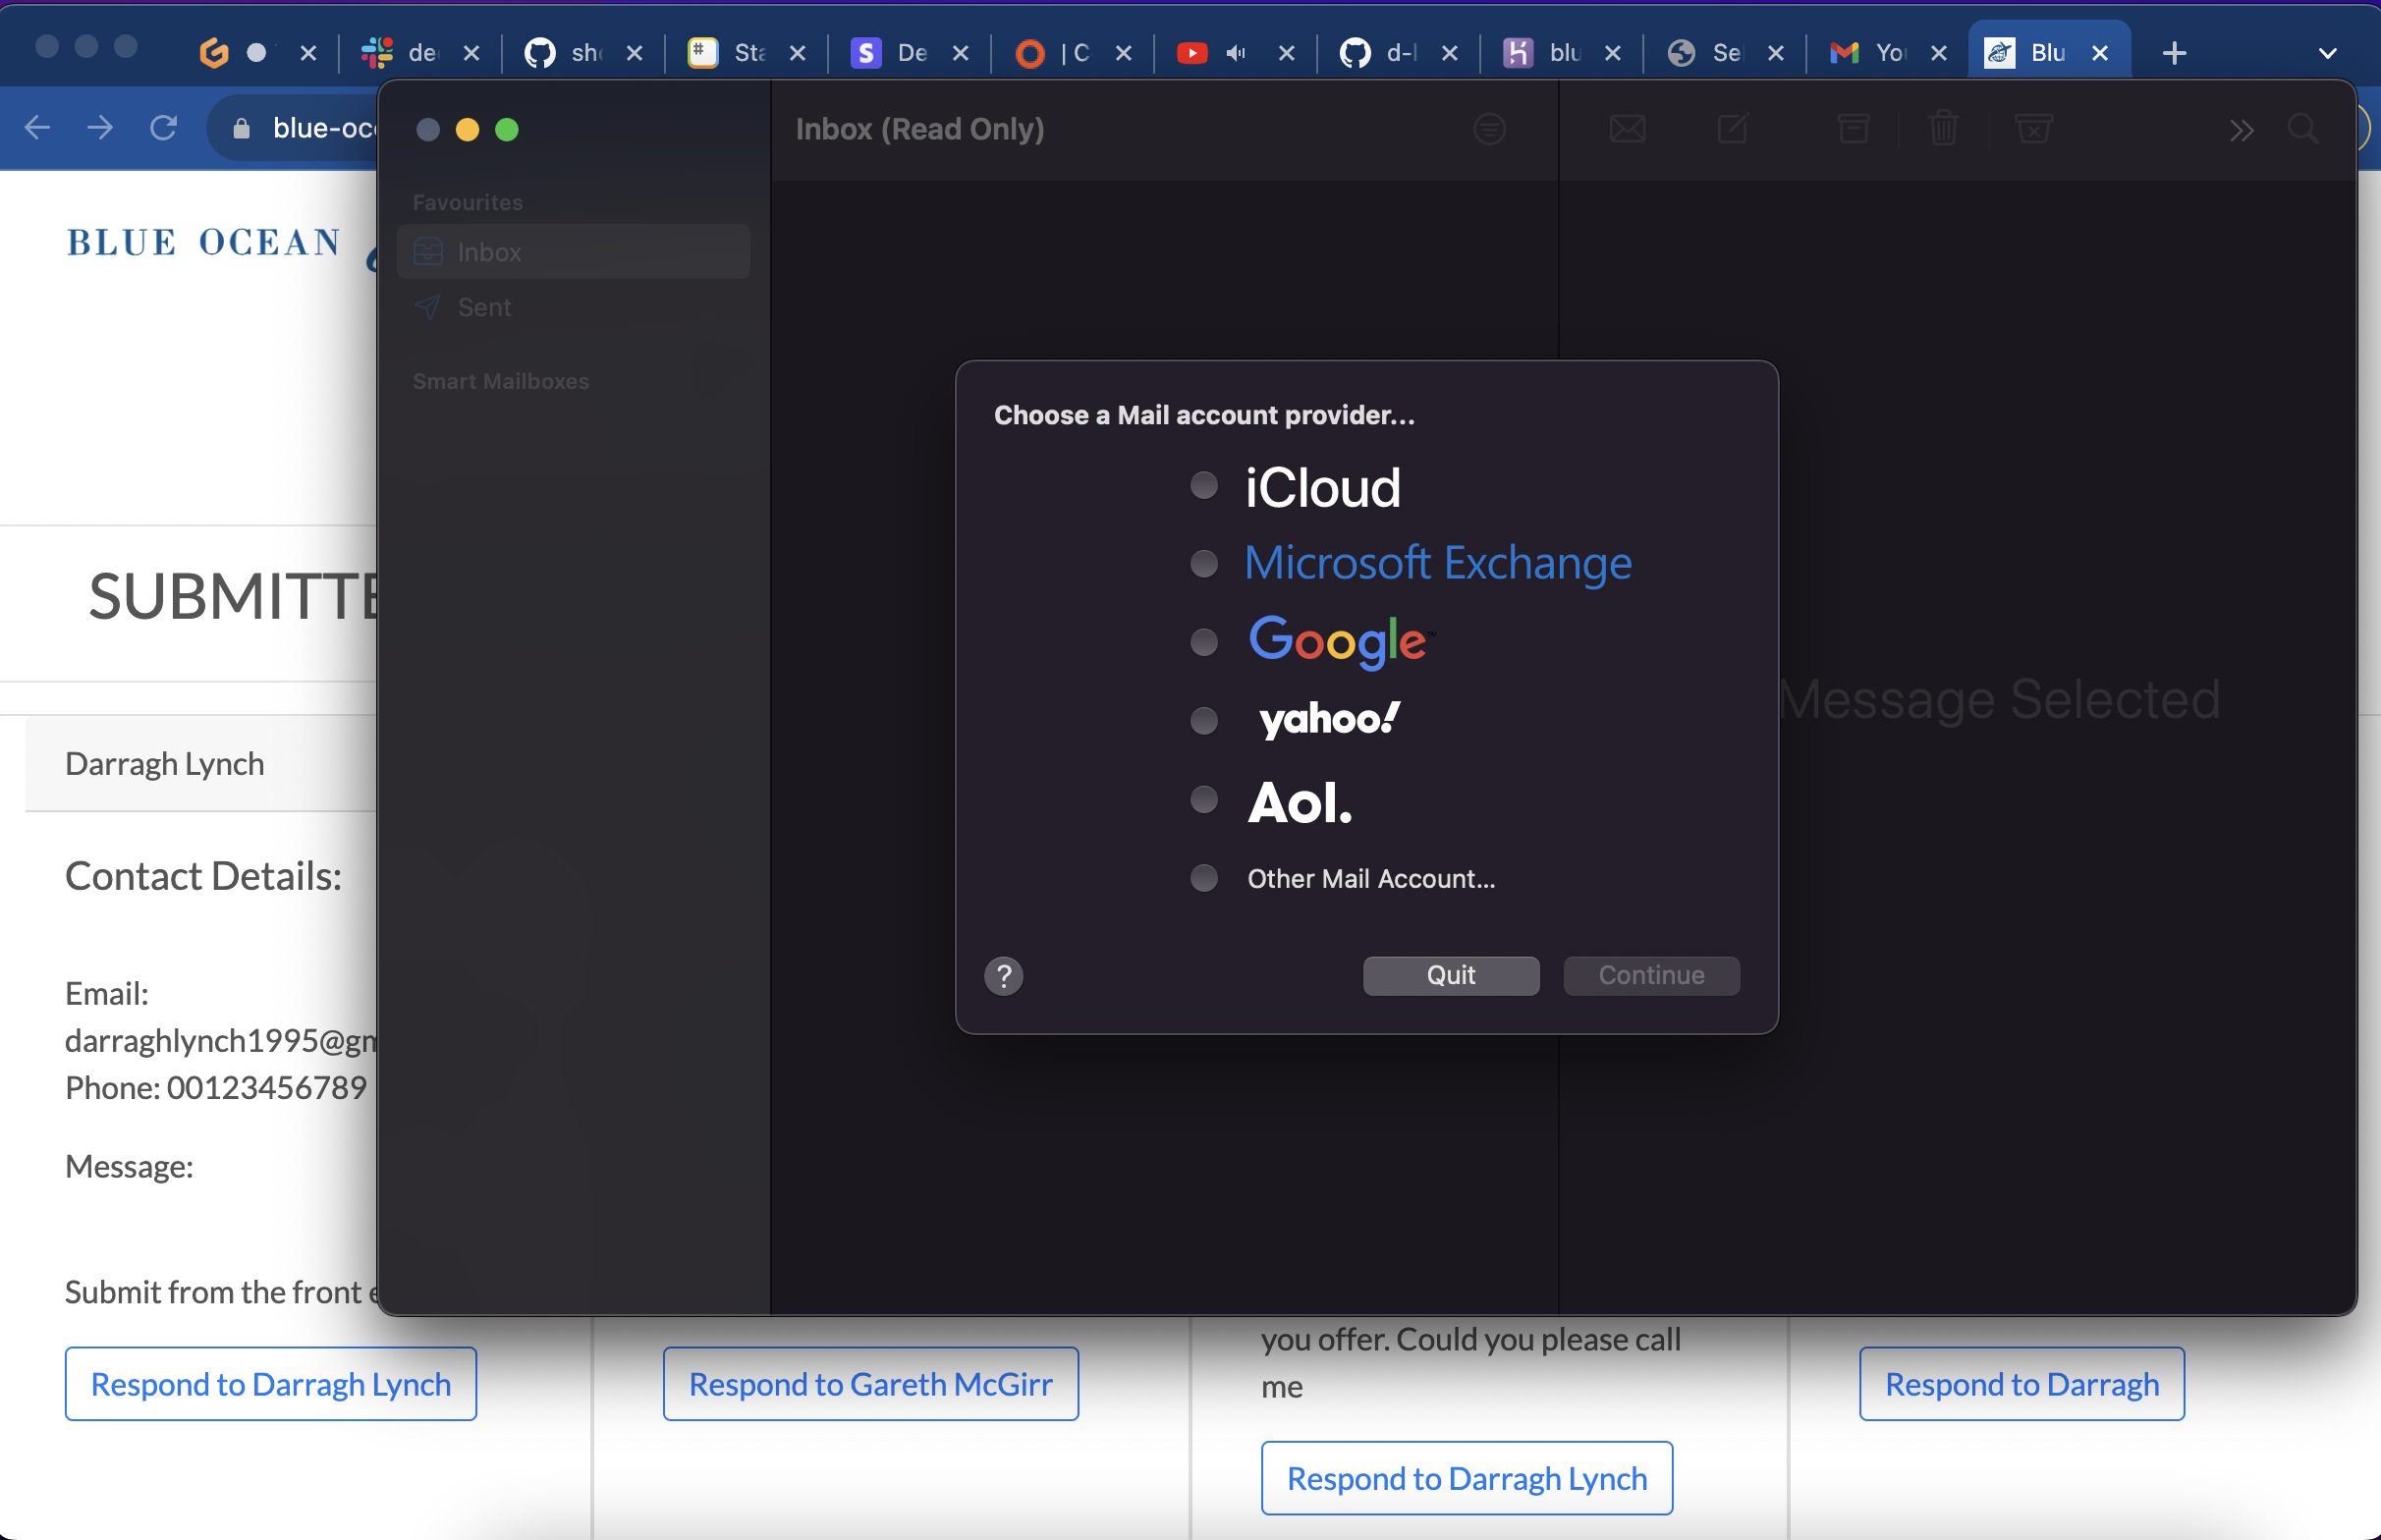 de
sh
Sta
De
| C
d-l
blu
Se
You
Blu
blue-oc
Inbox (Read Only)
Favourites
Inbox
Sent
Smart Mailboxes
BLUE OCEAN
SUBMITTE
Darragh Lynch
Contact Details:
Email:
darraghlynch1995@gm
Phone: 00123456789
Message:
Submit from the front e
Respond to Darragh Lynch
Choose a Mail account provider...
iCloud
Microsoft Exchange
Google™
yahoo!
Aol.
Other Mail Account...
?
Quit
Continue
Message Selected
Respond to Gareth McGirr
you offer. Could you please call
me
Respond to Darragh Lynch
Respond to Darragh